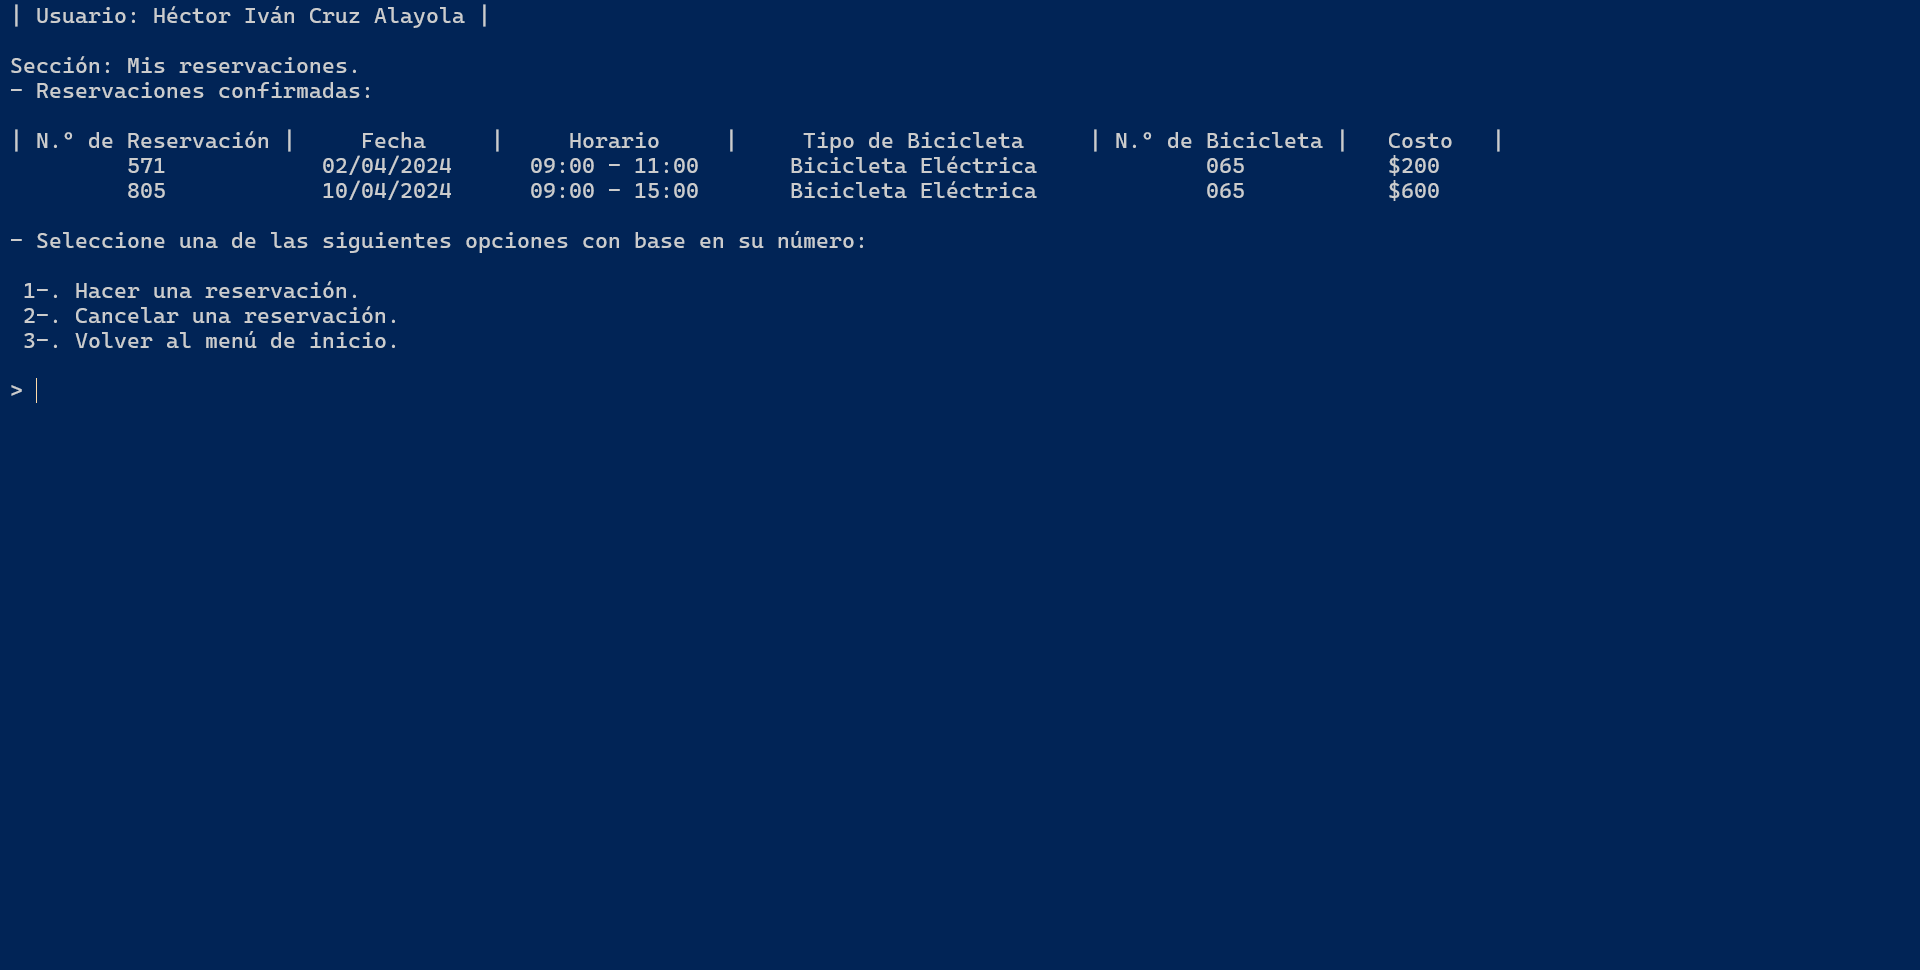 | Usuario: Héctor Iván Cruz Alayola |
Sección: Mis reservaciones.
- Reservaciones confirmadas:
| N.º de Reservación |     Fecha     |     Horario     |     Tipo de Bicicleta     | N.º de Bicicleta |   Costo   |
571            02/04/2024      09:00 - 11:00       Bicicleta Eléctrica             065           $200
805            10/04/2024      09:00 - 15:00       Bicicleta Eléctrica             065           $600
- Seleccione una de las siguientes opciones con base en su número:
1-. Hacer una reservación.
2-. Cancelar una reservación.
3-. Volver al menú de inicio.
>